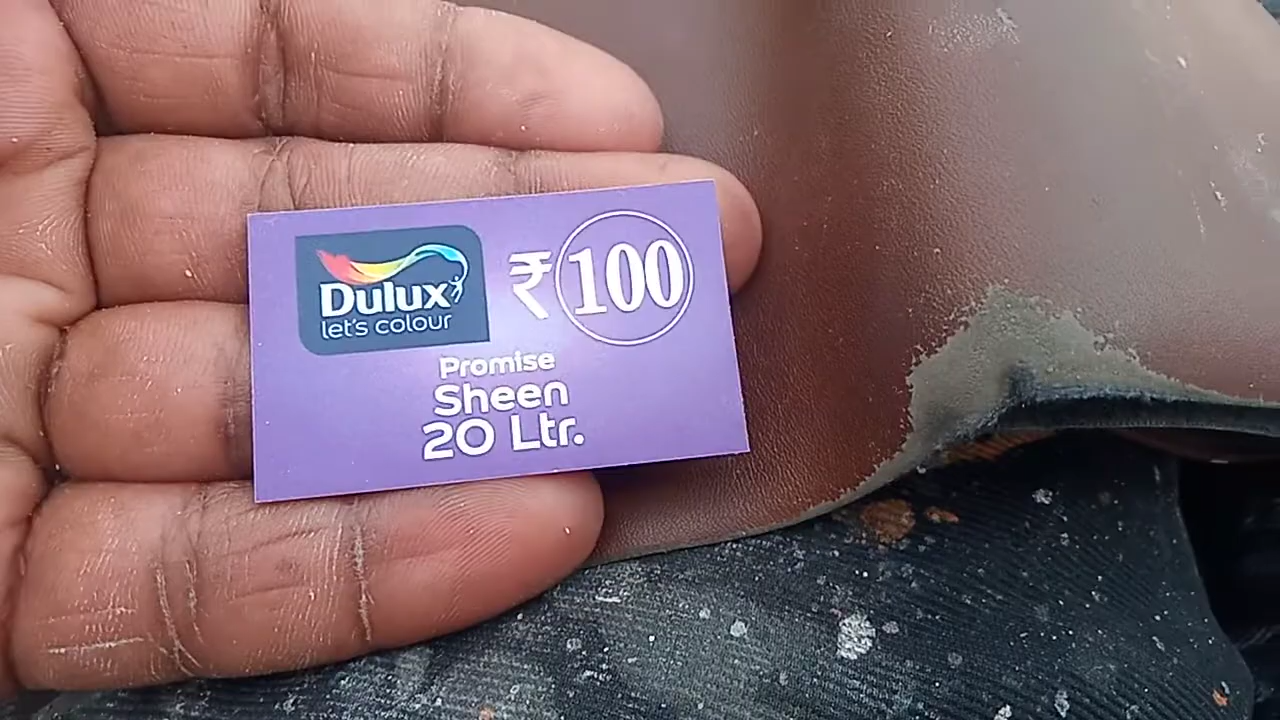 Dulux
let's colour
₹ 100
Promise
Sheen
20 Ltr.